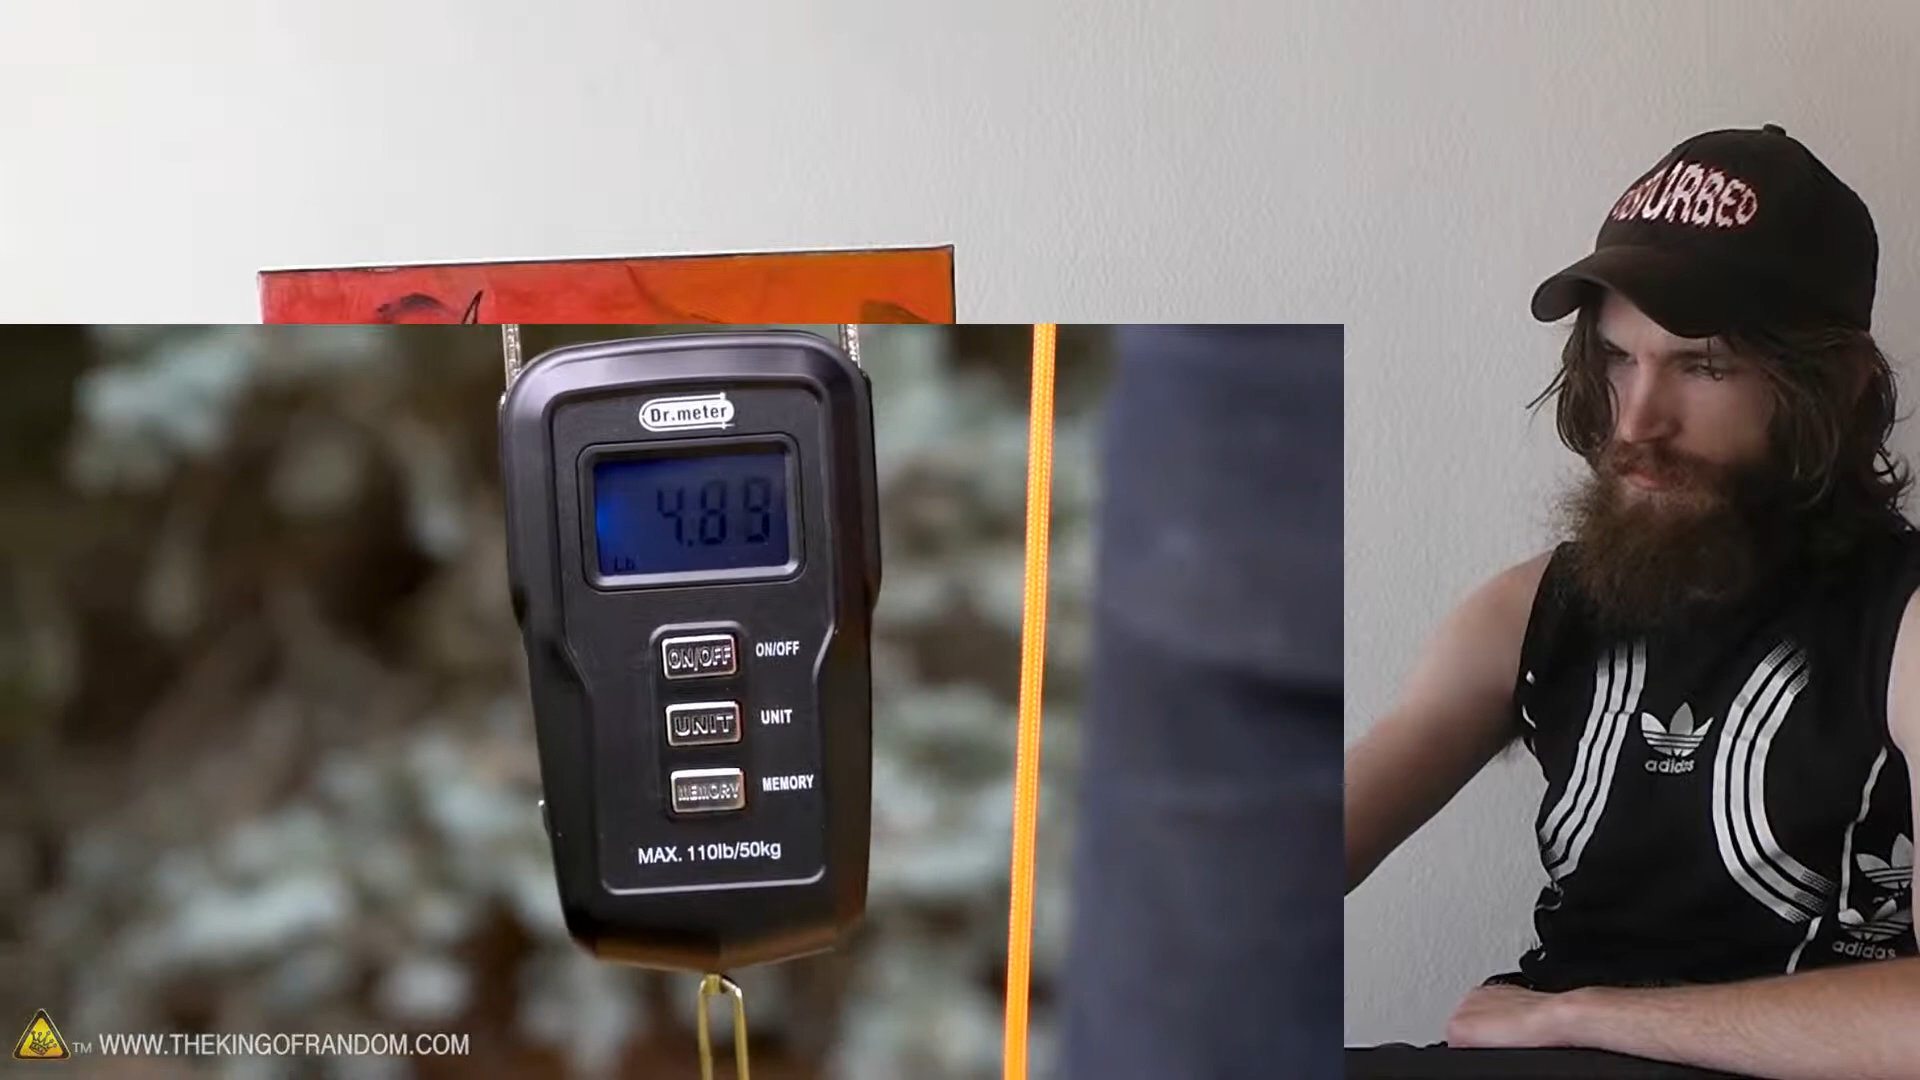 Dr.meter
4.89
Lb
ON/OFF ON/OFF
UNIT UNIT
MEMORY MEMORY
MAX. 110lb/50kg
TM WWW.THEKINGOFRANDOM.COM
adidas
adidas